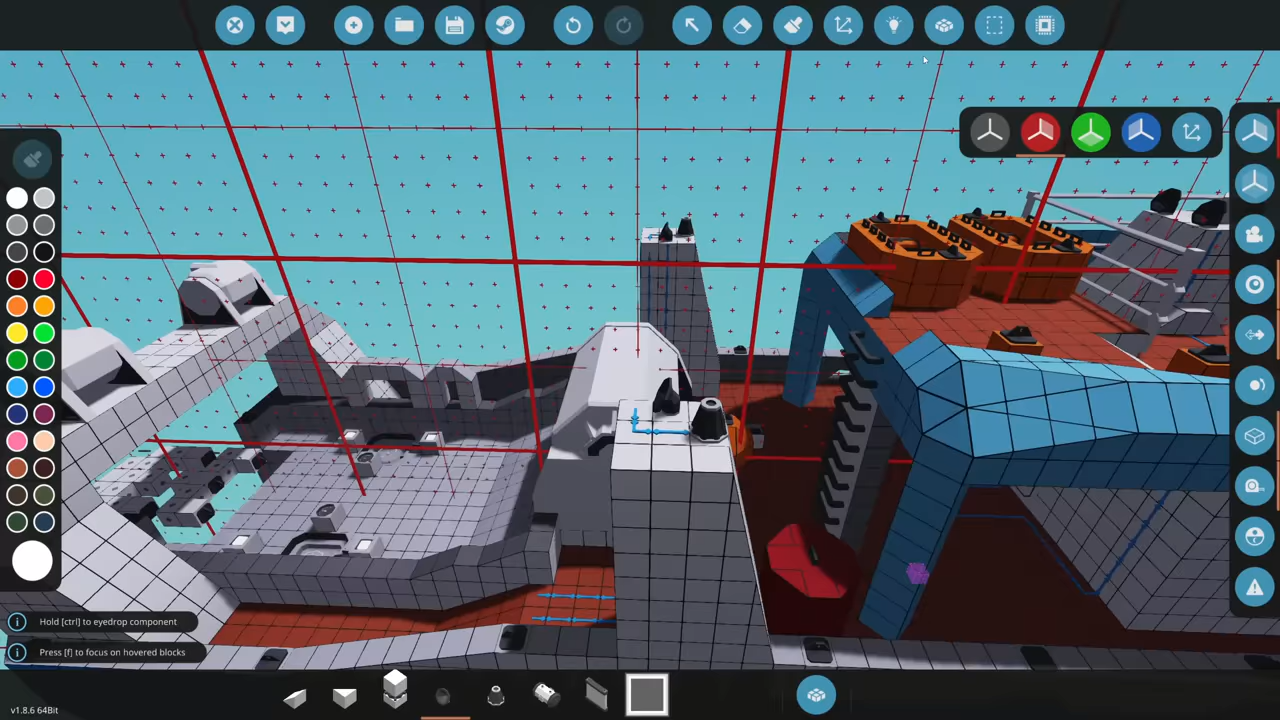 Hold [ctrl] to eyedrop component
Press [f] to focus on hovered blocks
v1.8.6 64Bit